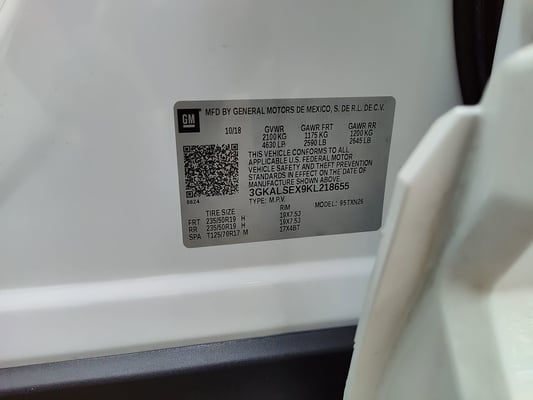 GM MFD BY GENERAL MOTORS DE MEXICO, S. DE R.L. DE C.V.
10/18 GVWR GAWR FRT GAWR RR
2100 KG 1175 KG 1200 KG
4630 LB 2590 LB 2645 LB
THIS VEHICLE CONFORMS TO ALL
APPLICABLE U.S. FEDERAL MOTOR
VEHICLE SAFETY STANDARDS IN
EFFECT ON THE DATE OF
MANUFACTURE SHOWN ABOVE.
3GKALSEX9KL218655
6624 TYPE: M.P.V. MODEL: 95TXN26
TIRE SIZE RIM
FRT 235/50R19 H 19X7.5J
RR 235/50R19 H 19X7.5J
SPA T125/70R17 M 17X4BT